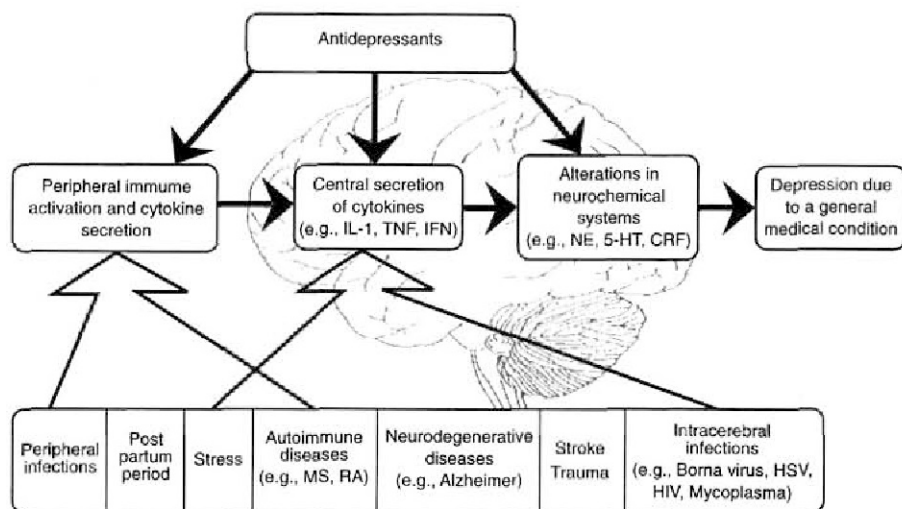 Antidepressants
Peripheral immune
activation and cytokine
secretion
Central secretion
of cytokines
(e.g., IL-1, TNF, IFN)
Alterations in
neurochemical
systems
(e.g., NE, 5-HT, CRF)
Depression due
to a general
medical condition
Peripheral
infections
Post
partum
period
Stress
Autoimmune
diseases
(e.g., MS, RA)
Neurodegenerative
diseases
(e.g., Alzheimer)
Stroke
Trauma
Intracerebral
infections
(e.g., Borna virus, HSV,
HIV, Mycoplasma)